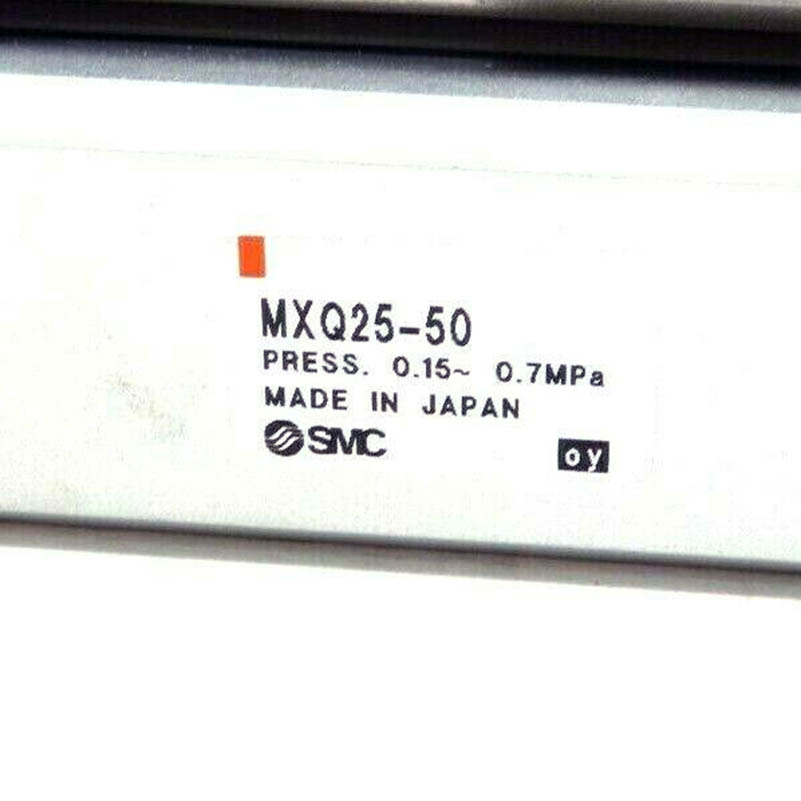 MXQ25-50
PRESS. 0.15~ 0.7MPa
MADE IN JAPAN
SMC
oy